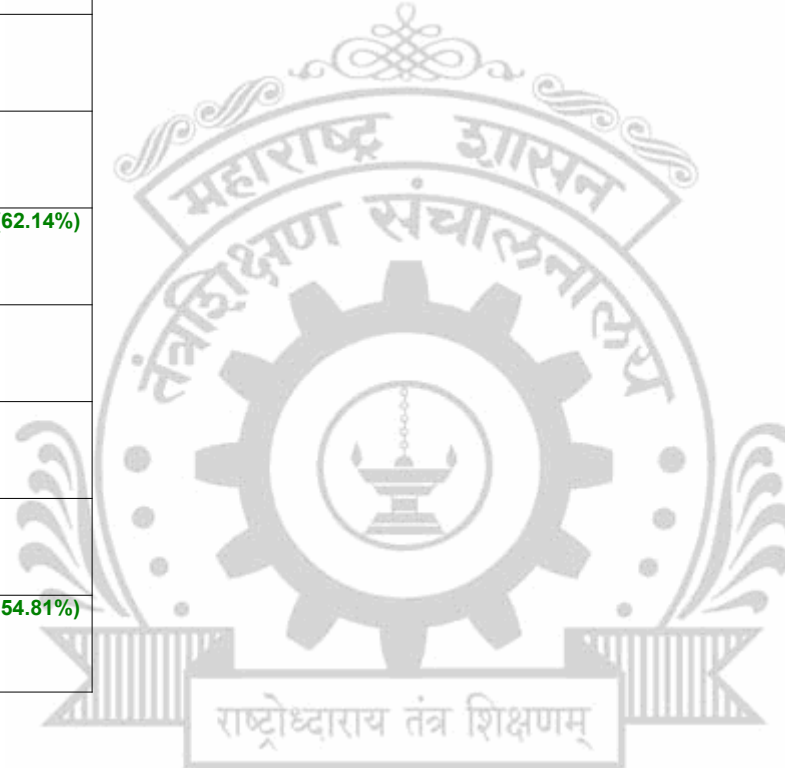 महाराष्ट्र शासन
तंत्रशिक्षण संचालनालय
62.14%)
54.81%)
राष्ट्रोध्दाराय तंत्र शिक्षणम्